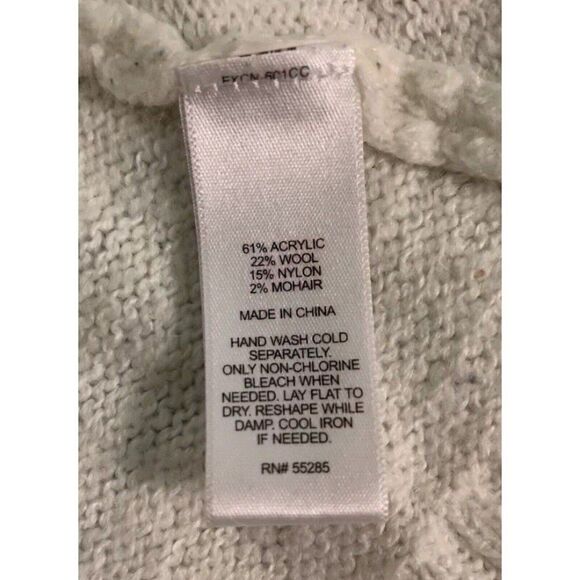 61% ACRYLIC
22% WOOL
15% NYLON
2% MOHAIR
MADE IN CHINA
HAND WASH COLD
SEPARATELY.
ONLY NON-CHLORINE
BLEACH WHEN
NEEDED. LAY FLAT TO
DRY. RESHAPE WHILE
DAMP. COOL IRON
IF NEEDED.
RN# 55285